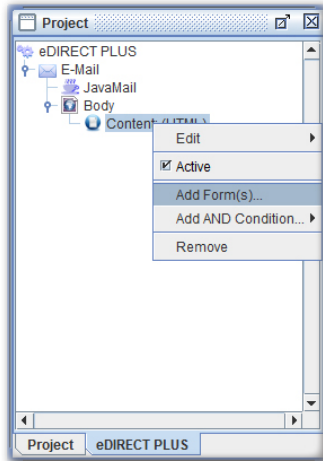 Project
eDIRECT PLUS
E-Mail
JavaMail
Body
Content (HTML)
Edit
Active
Add Form(s)...
Add AND Condition...
Remove
Project
eDIRECT PLUS